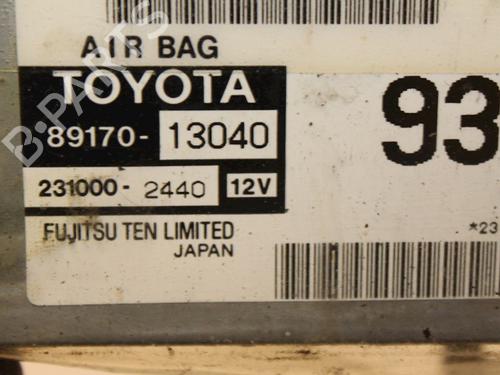 AIR BAG
TOYOTA
89170- 13040
93
231000- 2440 12V
FUJITSU TEN LIMITED
JAPAN
*23
B-PARTS